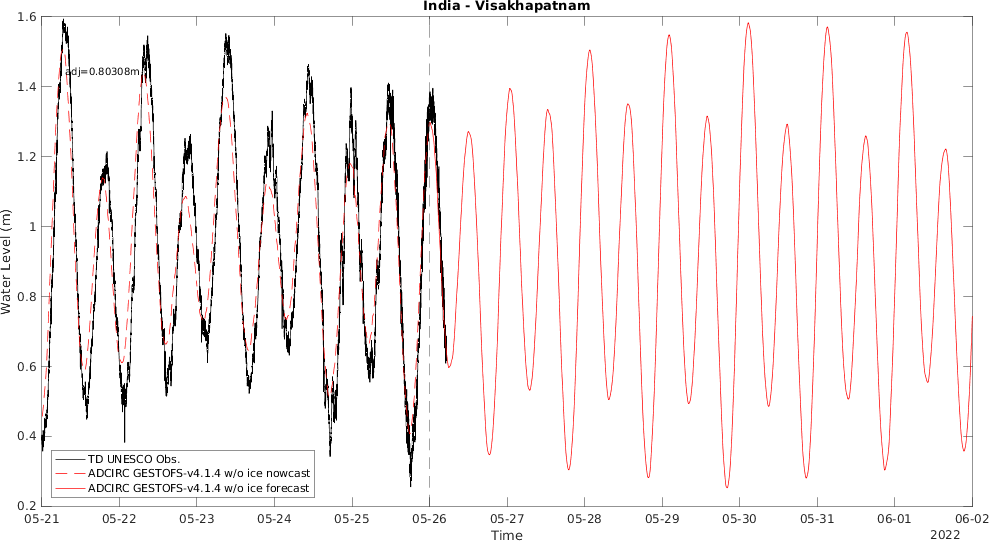 India - Visakhapatnam
1.6
1.4
1.2
1
0.8
0.6
0.4
0.2
Water Level (m)
adj=0.80308m
TD UNESCO Obs.
ADCIRC GESTOFS-v4.1.4 w/o ice nowcast
ADCIRC GESTOFS-v4.1.4 w/o ice forecast
05-21 05-22 05-23 05-24 05-25 05-26 05-27 05-28 05-29 05-30 05-31 06-01 06-02
Time
2022